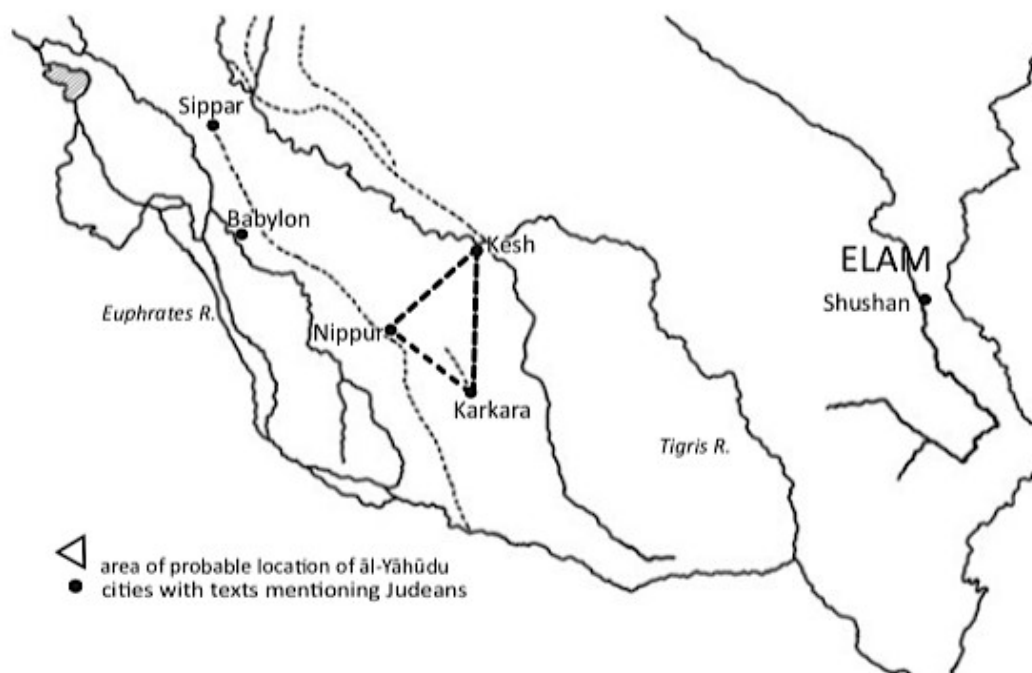 Sippar
Babylon
Kesh
ELAM
Shushan
Euphrates R.
Nippur
Karkara
Tigris R.
area of probable location of āl-Yāhūdu
cities with texts mentioning Judeans